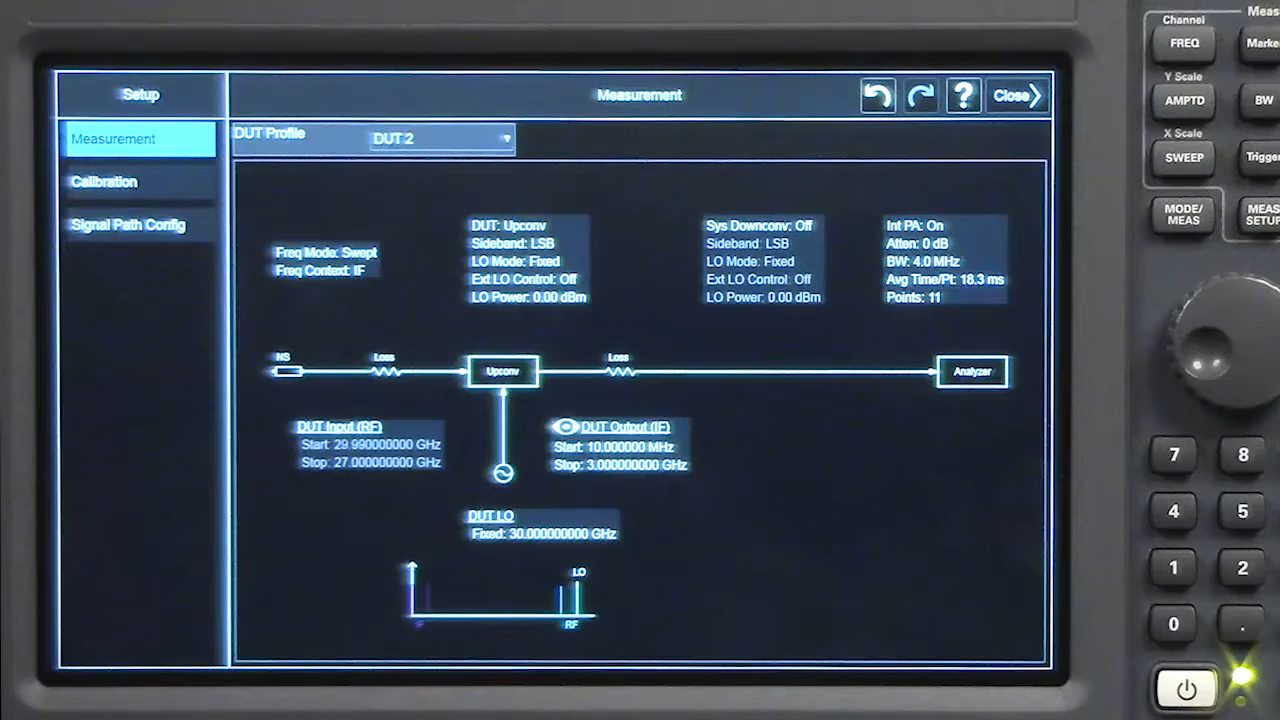 Setup
Measurement
Close
Measurement
Calibration
Signal Path Config
DUT Profile
DUT 2
Freq Mode: Swept
Freq Context: IF
DUT: Upconv
Sideband: LSB
LO Mode: Fixed
Ext LO Control: Off
LO Power: 0.00 dBm
Sys Downconv: Off
Sideband: LSB
LO Mode: Fixed
Ext LO Control: Off
LO Power: 0.00 dBm
Int PA: On
Atten: 0 dB
BW: 4.0 MHz
Avg Time/Pt: 18.3 ms
Points: 11
NS
Loss
Upconv
Loss
Analyzer
DUT Input (RF)
Start: 29.990000000 GHz
Stop: 27.000000000 GHz
DUT Output (IF)
Start: 10.000000 MHz
Stop: 3.000000000 GHz
DUT LO
Fixed: 30.000000000 GHz
LO
IF
RF
Channel
FREQ
Y Scale
AMPTD
BW
X Scale
SWEEP
MODE/
MEAS
MEAS
7
8
4
5
1
2
0
.